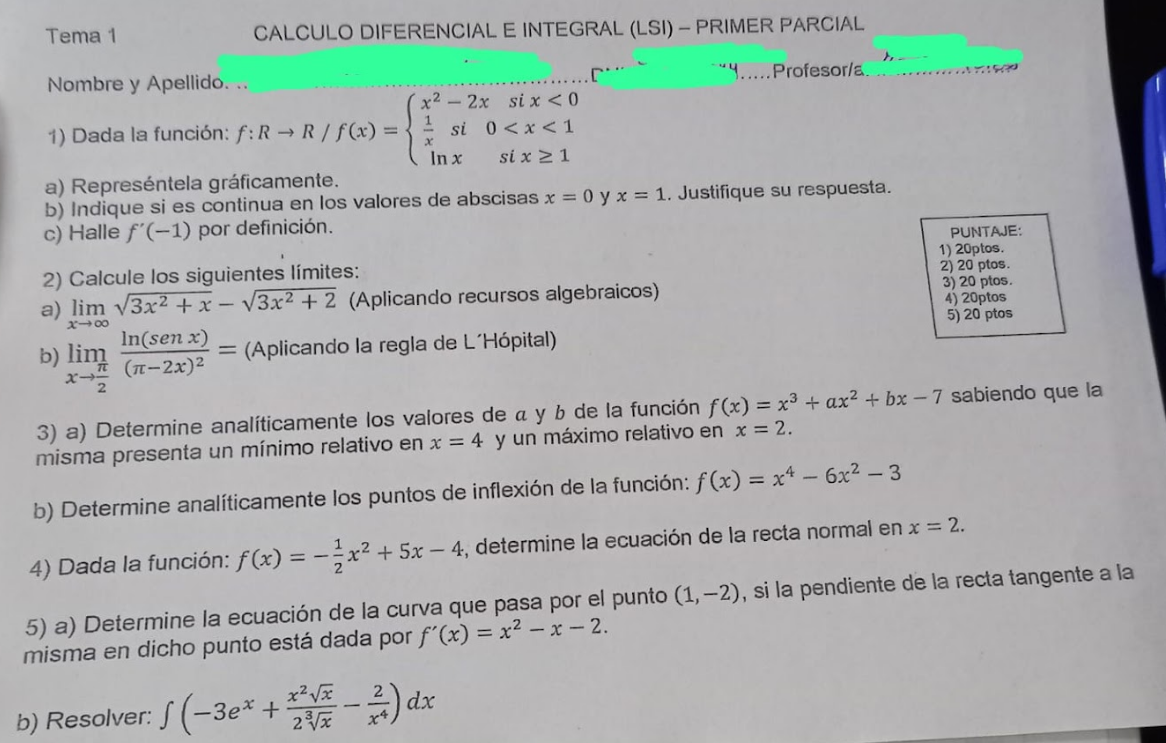 Tema 1 CALCULO DIFERENCIAL E INTEGRAL (LSI) – PRIMER PARCIAL
Nombre y Apellido. .. Profesor/a
1) Dada la función: f: R → R / f(x) = { x² − 2x si x < 0
1/x si 0 < x < 1
ln x si x ≥ 1
a) Represéntela gráficamente.
b) Indique si es continua en los valores de abscisas x = 0 y x = 1. Justifique su respuesta.
c) Halle f´(−1) por definición.
PUNTAJE:
1) 20ptos.
2) 20 ptos.
3) 20 ptos.
4) 20ptos
5) 20 ptos
2) Calcule los siguientes límites:
a) lim x→∞ √(3x² + x) − √(3x² + 2) (Aplicando recursos algebraicos)
b) lim x→π/2 ln(sen x)/(π−2x)² = (Aplicando la regla de L´Hópital)
3) a) Determine analíticamente los valores de a y b de la función f(x) = x³ + ax² + bx − 7 sabiendo que la
misma presenta un mínimo relativo en x = 4 y un máximo relativo en x = 2.
b) Determine analíticamente los puntos de inflexión de la función: f(x) = x⁴ − 6x² − 3
4) Dada la función: f(x) = −1/2 x² + 5x − 4, determine la ecuación de la recta normal en x = 2.
5) a) Determine la ecuación de la curva que pasa por el punto (1, −2), si la pendiente de la recta tangente a la
misma en dicho punto está dada por f´(x) = x² − x − 2.
b) Resolver: ∫ (−3eˣ + x²√x/2∛x − 2/x⁴) dx